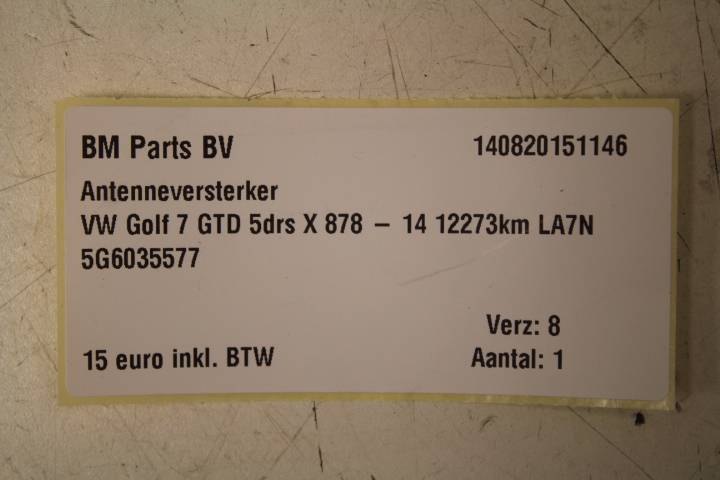 BM Parts BV 140820151146
Antenneversterker
VW Golf 7 GTD 5drs X 878 – 14 12273km LA7N
5G6035577
Verz: 8
15 euro inkl. BTW Aantal: 1